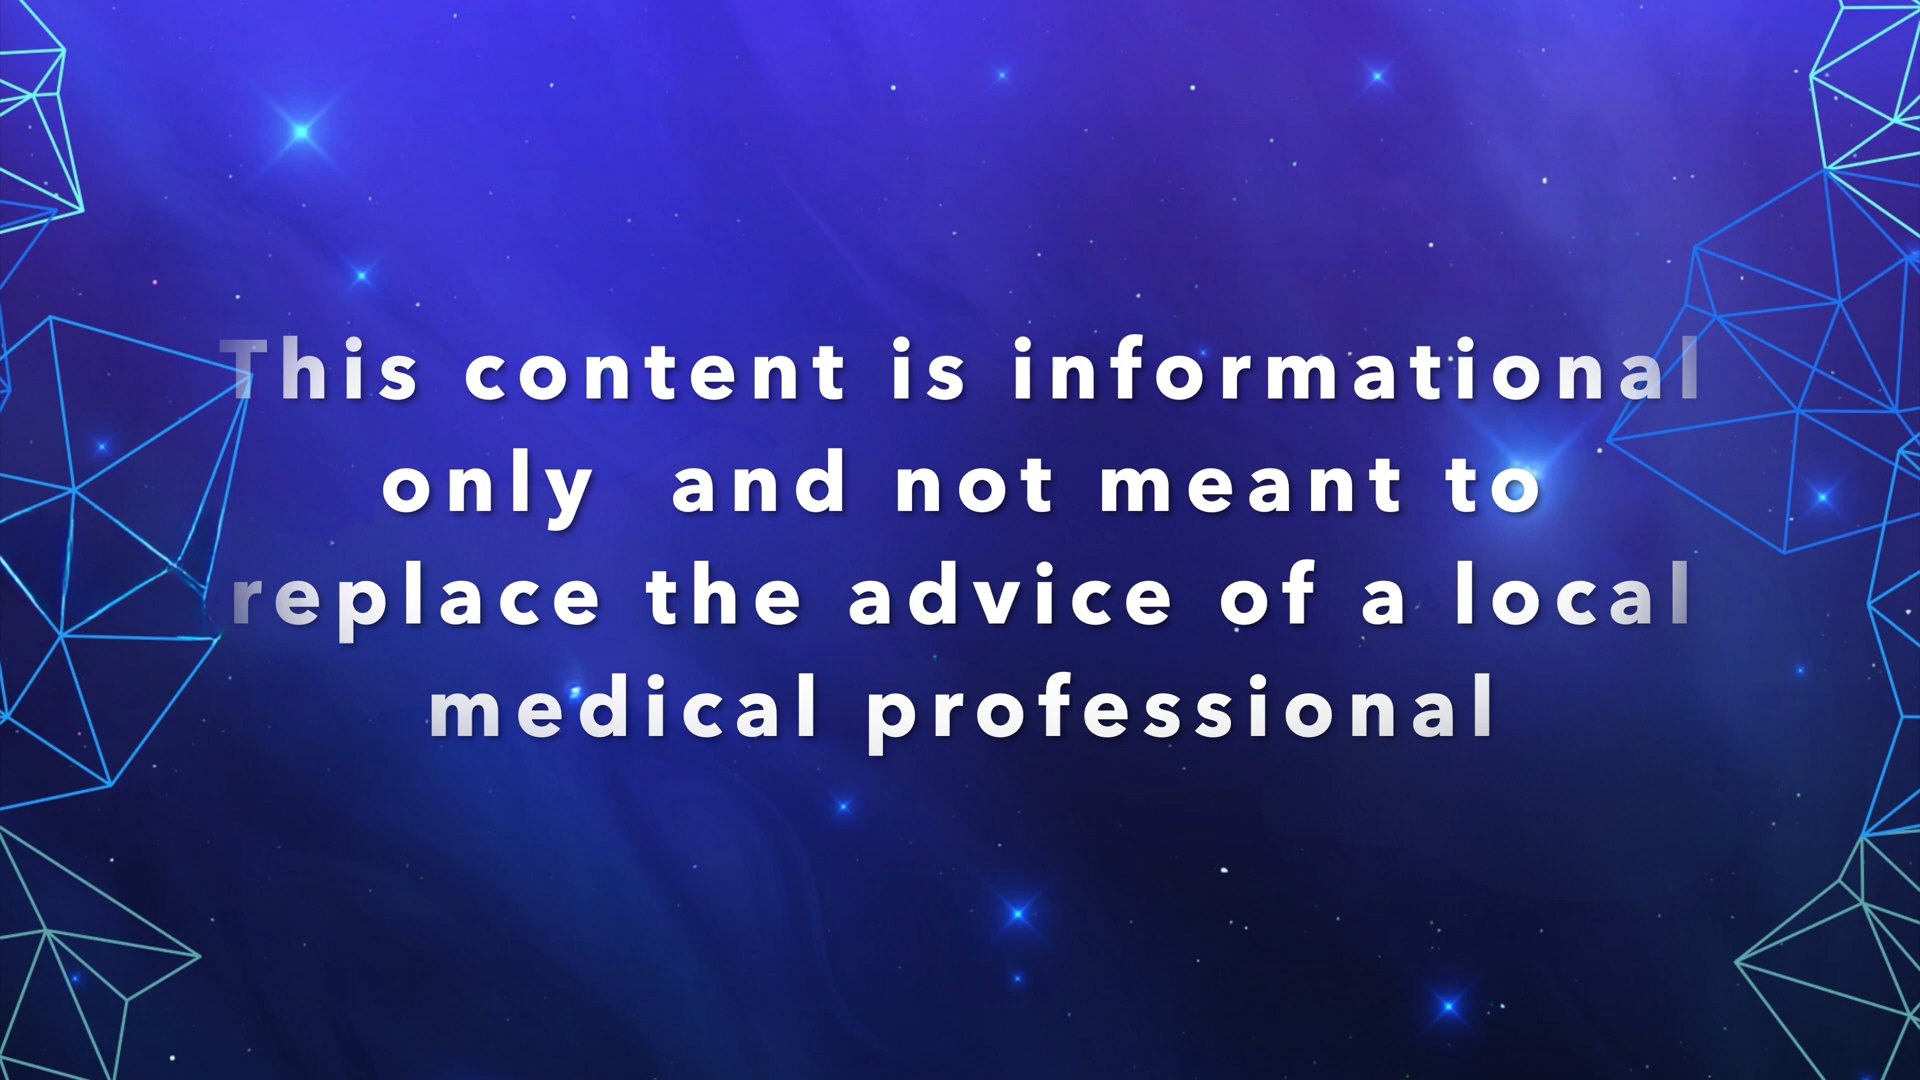 This content is informational
only  and not meant to
replace the advice of a local
medical professional